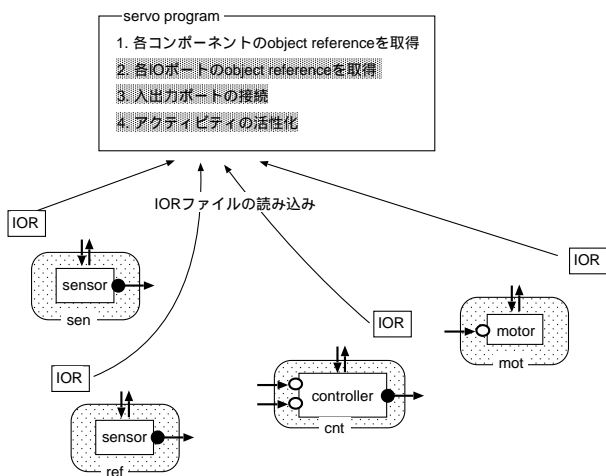 servo program
1. 各コンポーネントのobject referenceを取得
2. 各IOポートのobject referenceを取得
3. 入出力ポートの接続
4. アクティビティの活性化
IORファイルの読み込み
IOR
IOR
sensor
sen
IOR
motor
mot
IOR
controller
cnt
sensor
ref